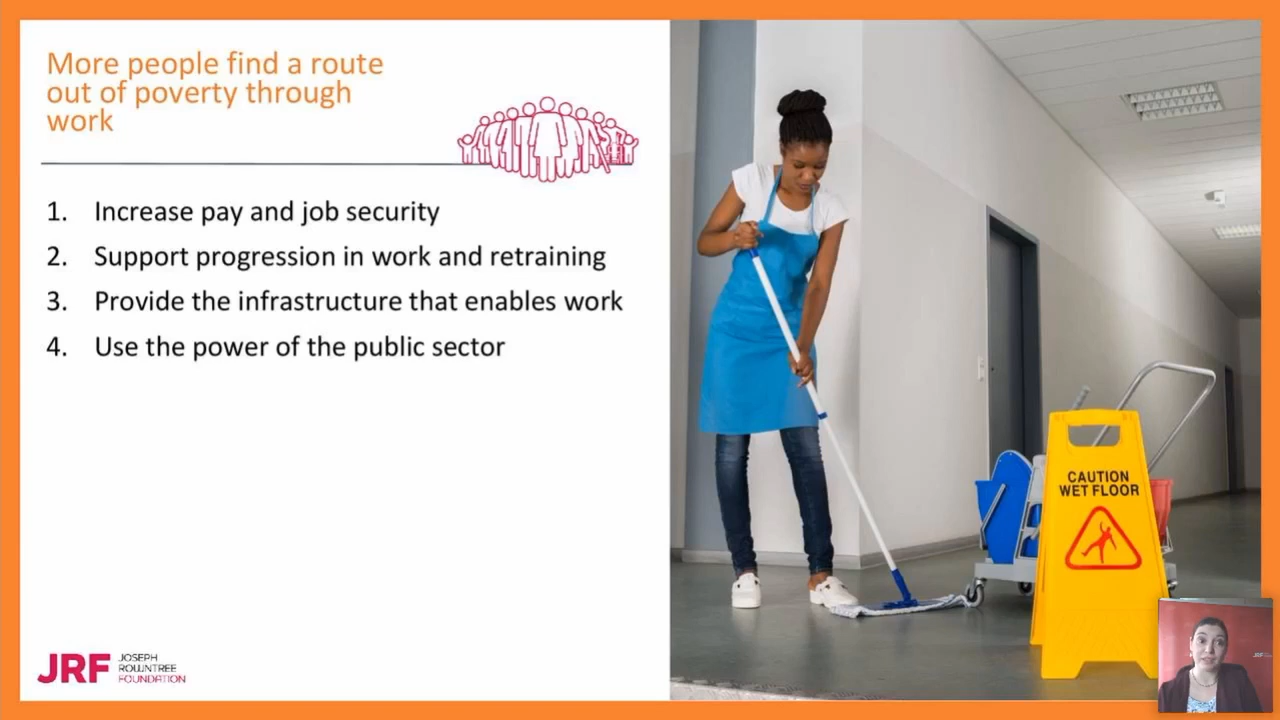 More people find a route
out of poverty through
work
1. Increase pay and job security
2. Support progression in work and retraining
3. Provide the infrastructure that enables work
4. Use the power of the public sector
JRF JOSEPH
ROWNTREE
FOUNDATION
CAUTION
WET FLOOR
JRF